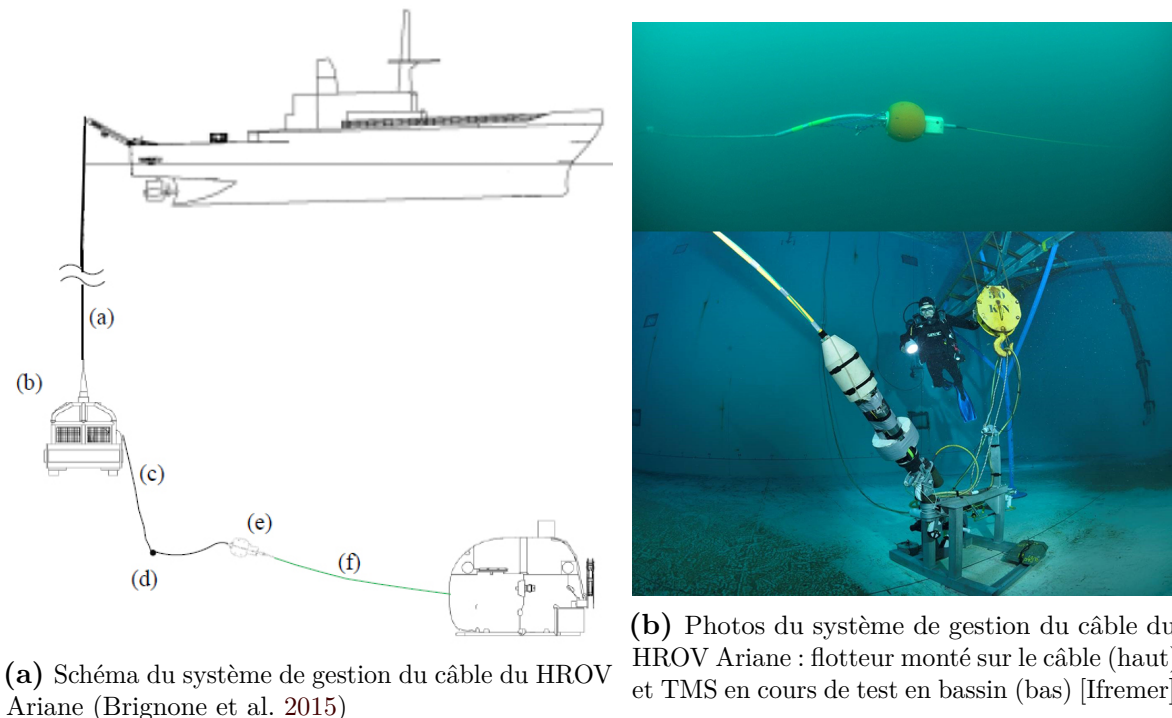 (a)
(b)
(c)
(e)
(f)
(d)
(a) Schéma du système de gestion du câble du HROV
Ariane (Brignone et al. 2015)
(b) Photos du système de gestion du câble du
HROV Ariane : flotteur monté sur le câble (haut)
et TMS en cours de test en bassin (bas) [Ifremer]